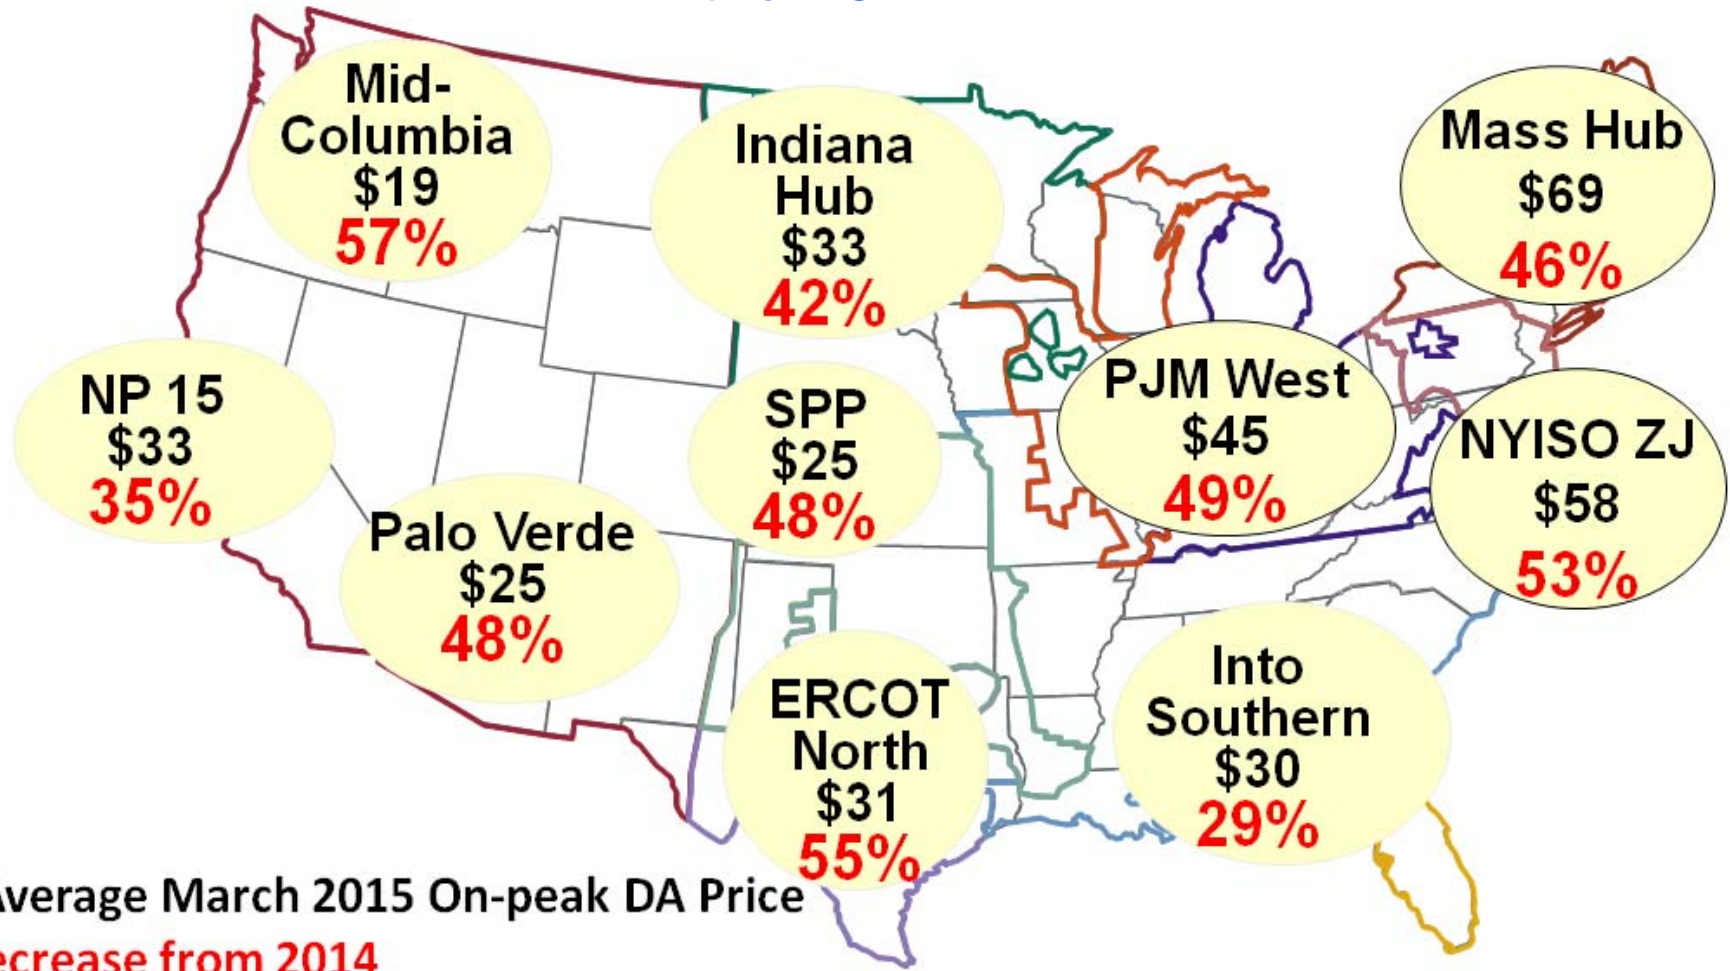 Mid-
Columbia
$19
57%
Indiana
Hub
$33
42%
Mass Hub
$69
46%
NP 15
$33
35%
Palo Verde
$25
48%
SPP
$25
48%
PJM West
$45
49%
NYISO ZJ
$58
53%
ERCOT
North
$31
55%
Into
Southern
$30
29%
Average March 2015 On-peak DA Price
ecrease from 2014